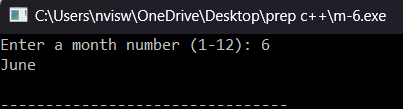 C:\Users\nvisw\OneDrive\Desktop\prep c++\m-6.exe
Enter a month number (1-12): 6
June
--------------------------------